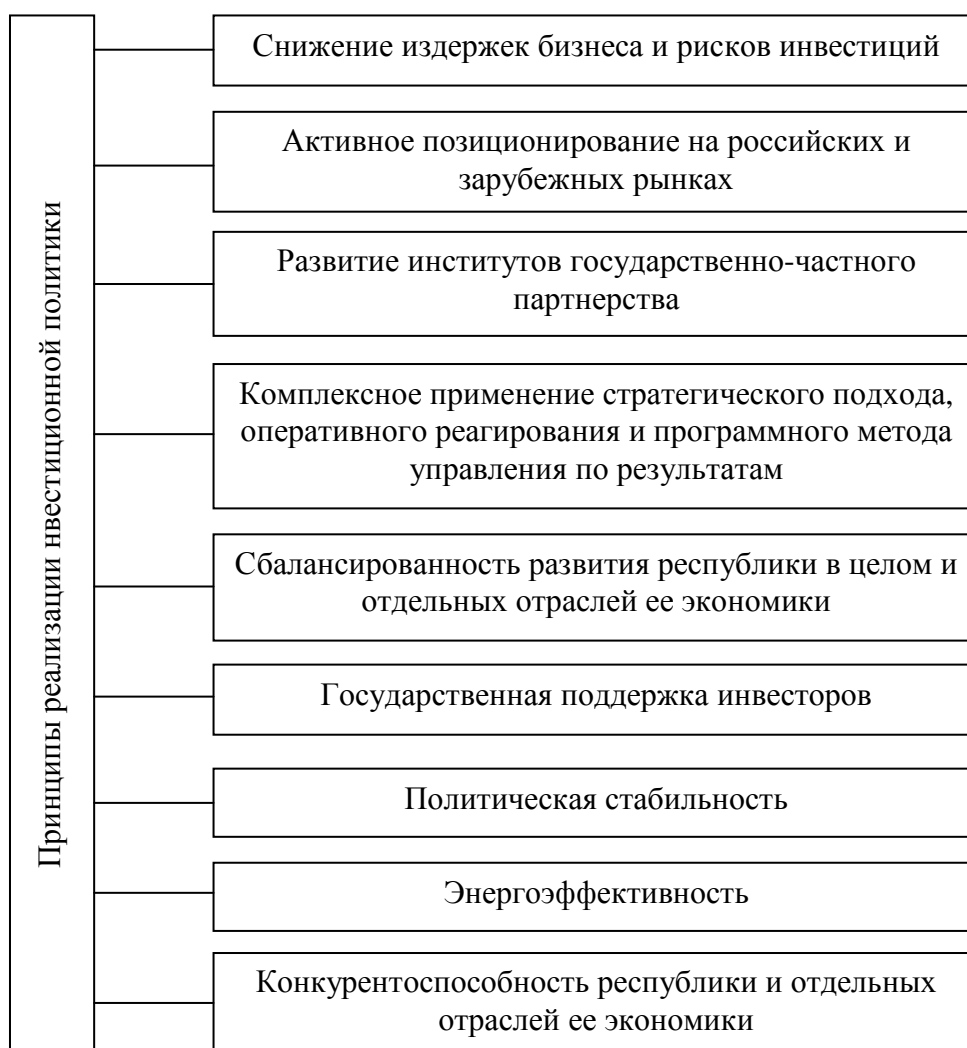 Принципы реализации нвестиционной политики
Снижение издержек бизнеса и рисков инвестиций
Активное позиционирование на российских и
зарубежных рынках
Развитие институтов государственно-частного
партнерства
Комплексное применение стратегического подхода,
оперативного реагирования и программного метода
управления по результатам
Сбалансированность развития республики в целом и
отдельных отраслей ее экономики
Государственная поддержка инвесторов
Политическая стабильность
Энергоэффективность
Конкурентоспособность республики и отдельных
отраслей ее экономики